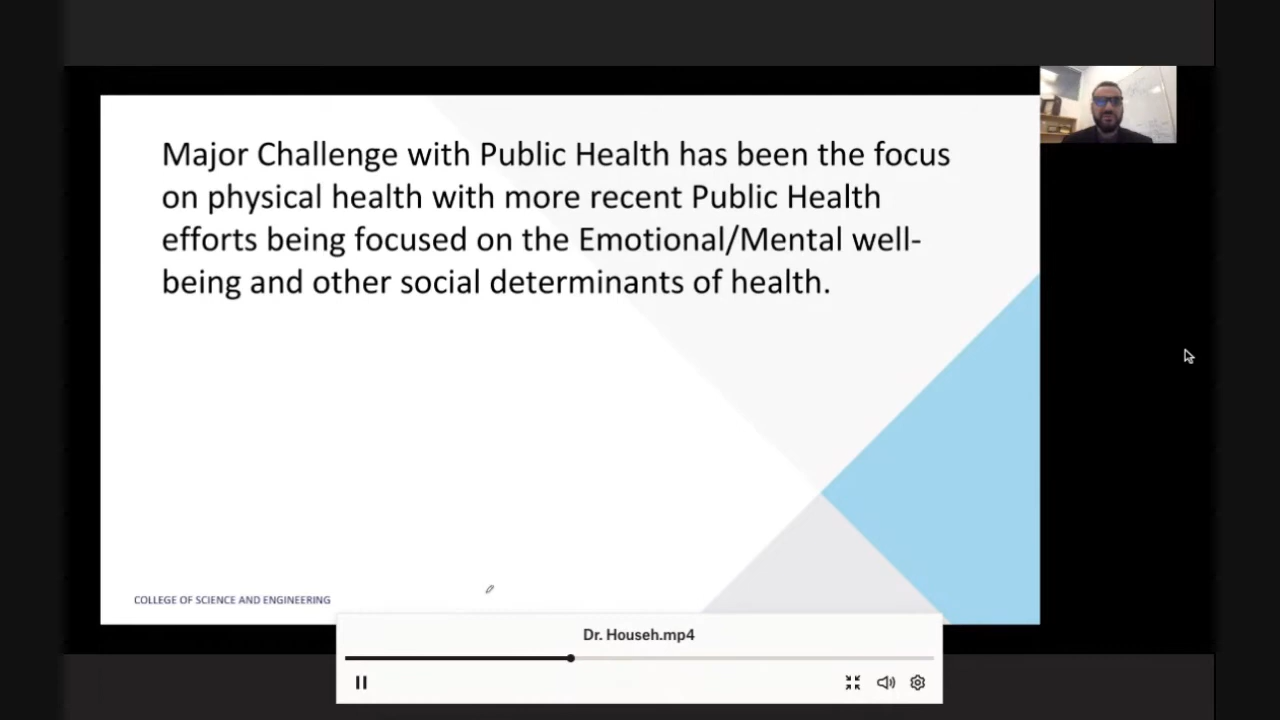 Major Challenge with Public Health has been the focus
on physical health with more recent Public Health
efforts being focused on the Emotional/Mental well-
being and other social determinants of health.
COLLEGE OF SCIENCE AND ENGINEERING
Dr. Househ.mp4